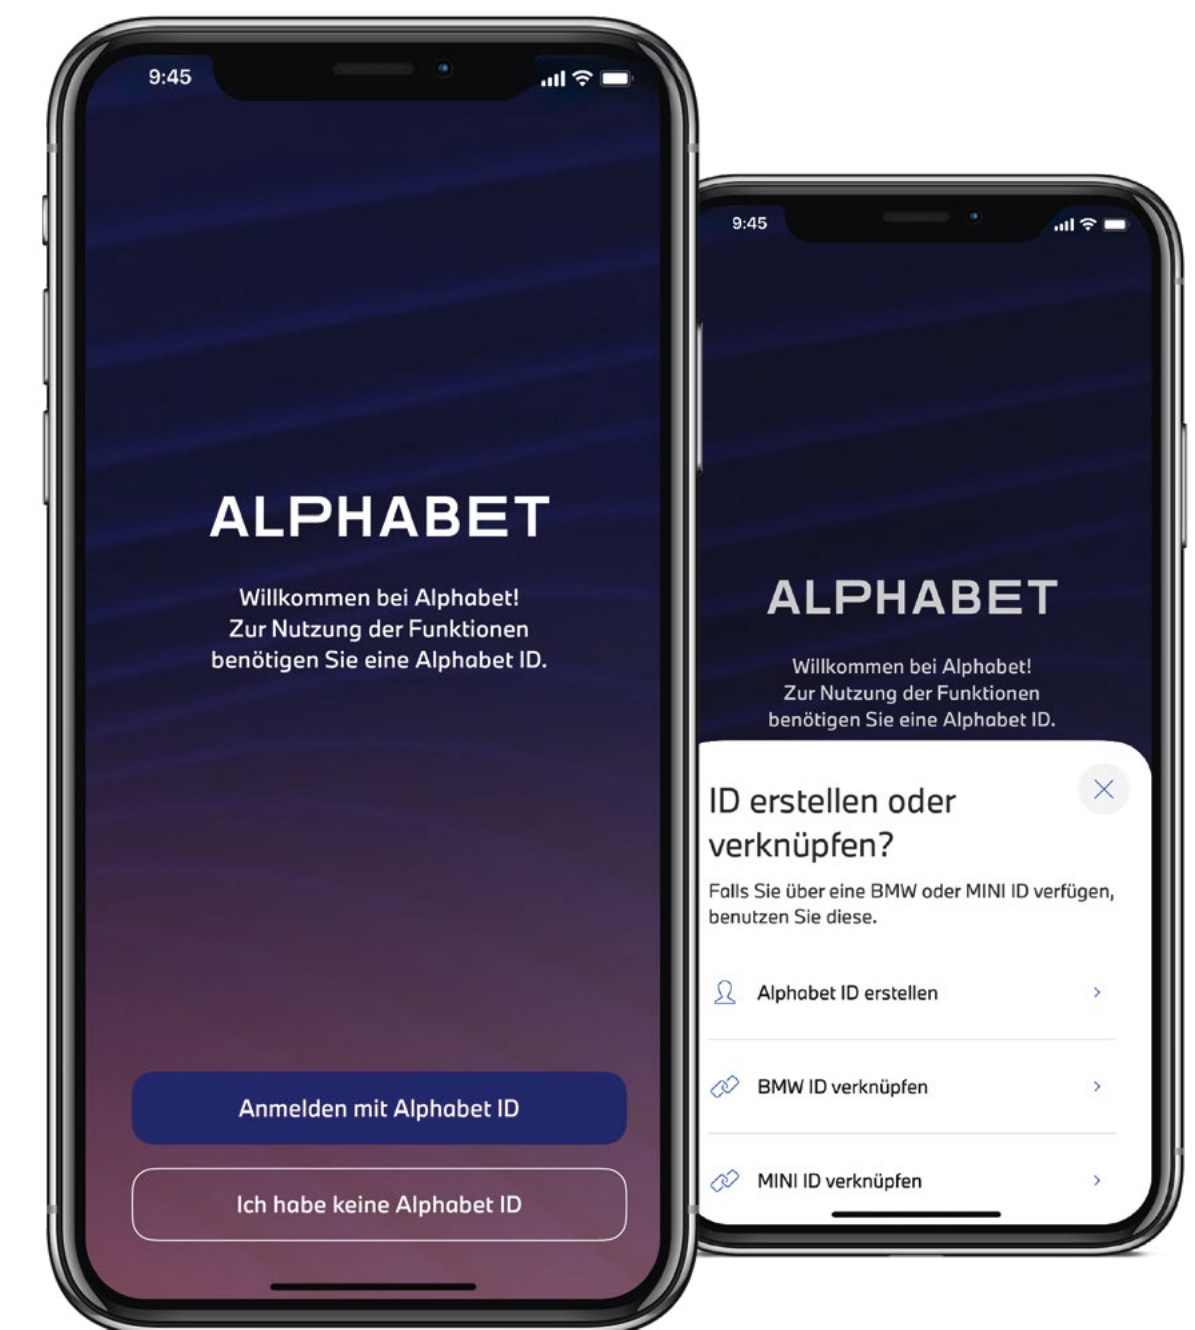 9:45
ALPHABET
Willkommen bei Alphabet!
Zur Nutzung der Funktionen
benötigen Sie eine Alphabet ID.
Anmelden mit Alphabet ID
Ich habe keine Alphabet ID
9:45
ALPHABET
Willkommen bei Alphabet!
Zur Nutzung der Funktionen
benötigen Sie eine Alphabet ID.
ID erstellen oder
verknüpfen?
Falls Sie über eine BMW oder MINI ID verfügen,
benutzen Sie diese.
Alphabet ID erstellen
BMW ID verknüpfen
MINI ID verknüpfen